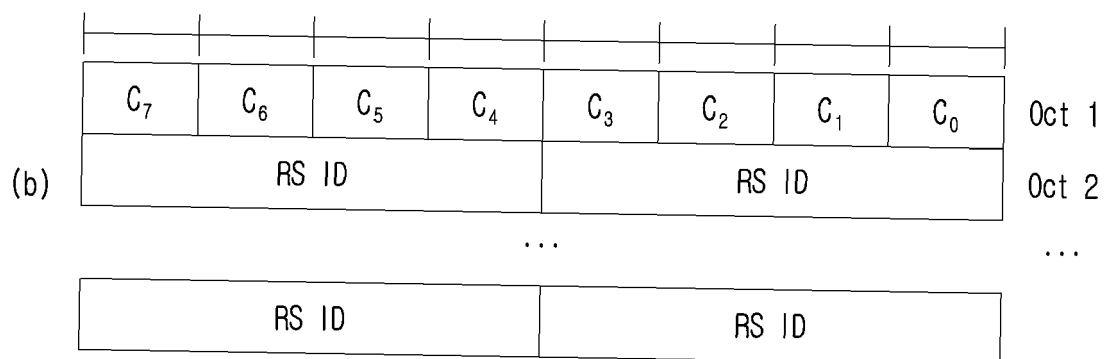 C₇ C₆ C₅ C₄ C₃ C₂ C₁ C₀ Oct 1
(b) RS ID RS ID Oct 2
... ...
RS ID RS ID